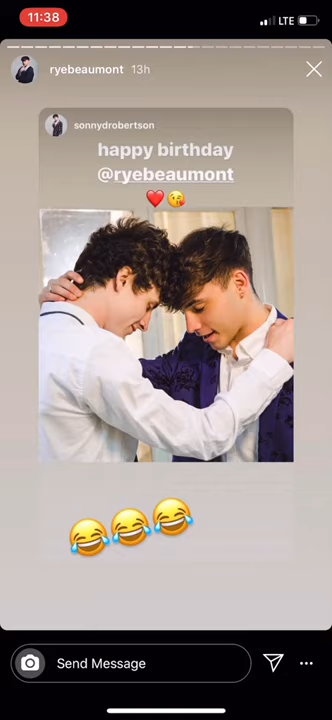 11:38
LTE
ryebeaumont 13h
sonnydrobertson
happy birthday
@ryebeaumont
❤️😘
😂😂😂
Send Message